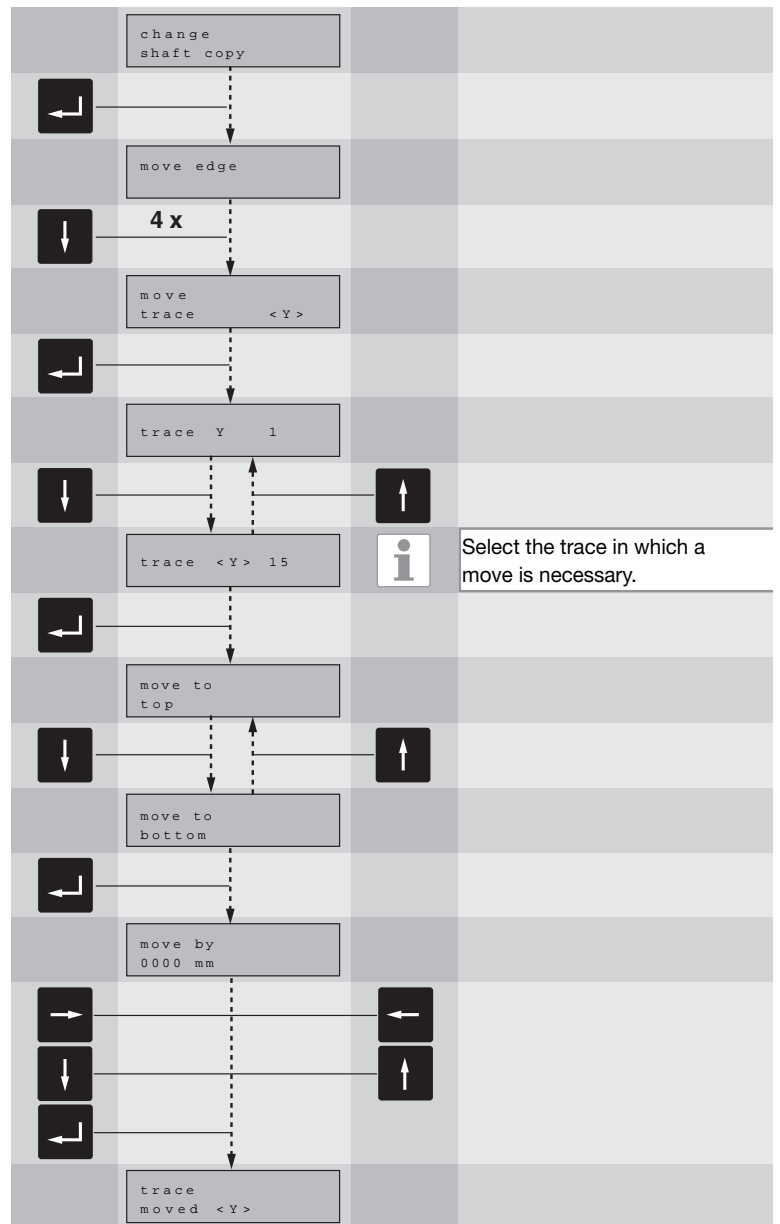 change
shaft copy
move edge
4 x
move
trace <Y>
trace Y 1
trace <Y> 15
Select the trace in which a
move is necessary.
move to
top
move to
bottom
move by
0000 mm
trace
moved <Y>